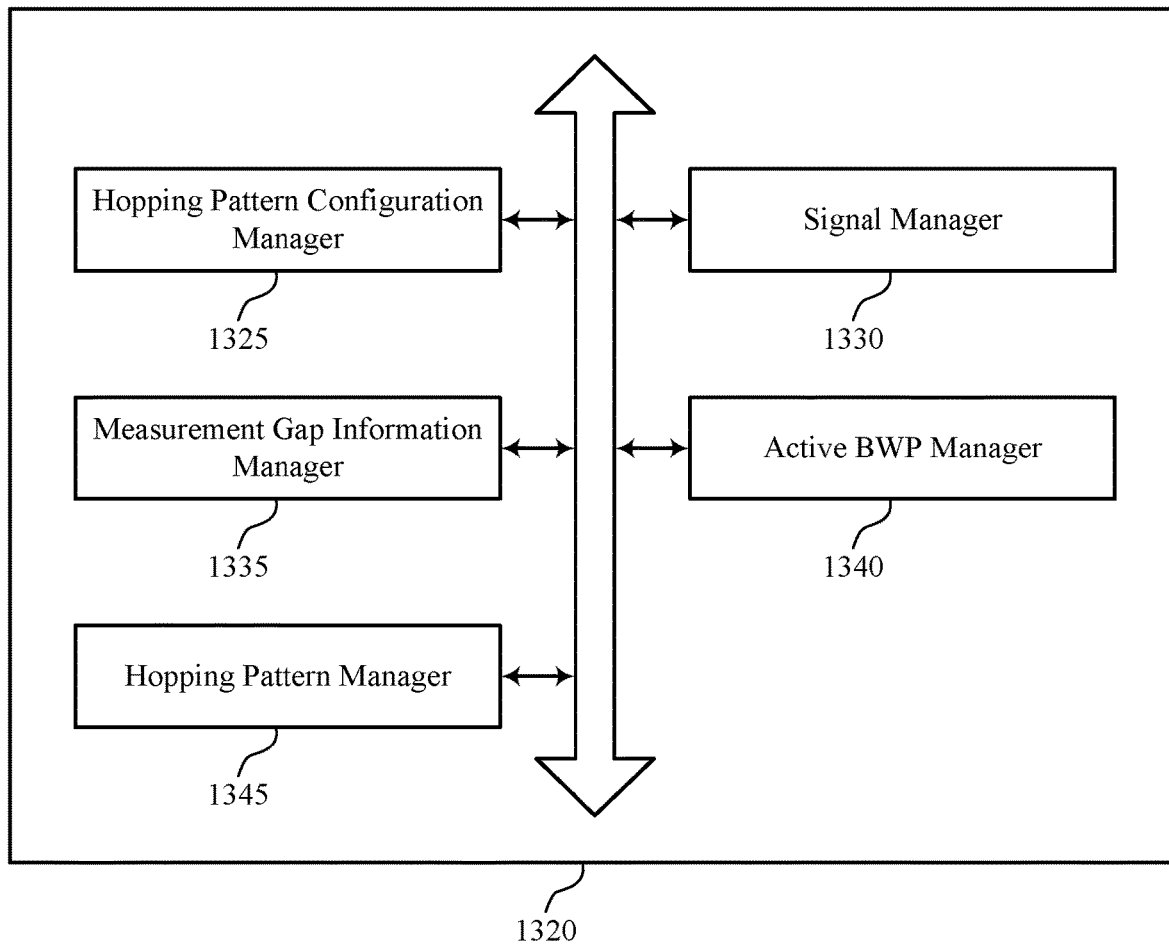 Hopping Pattern Configuration
Manager
1325
Signal Manager
1330
Measurement Gap Information
Manager
1335
Active BWP Manager
1340
Hopping Pattern Manager
1345
1320